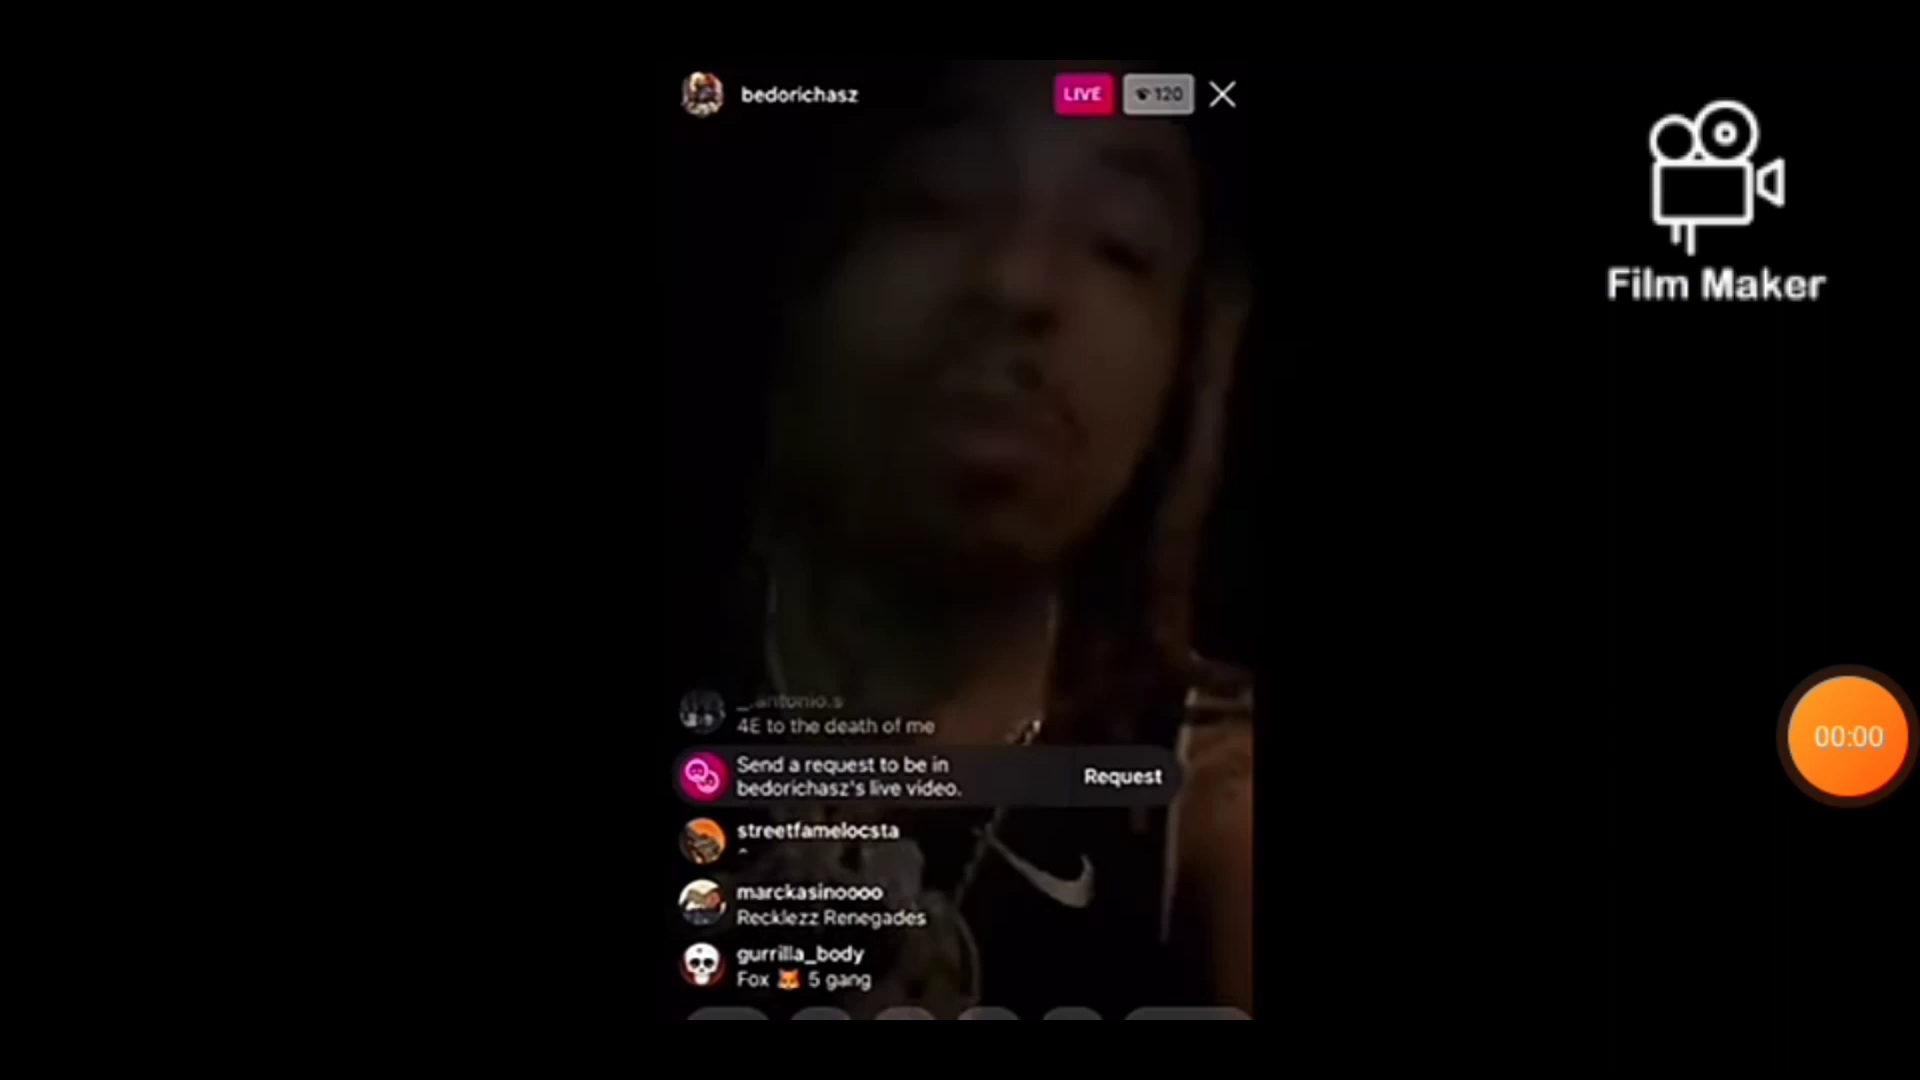 bedorichasz
LIVE
120
Film Maker
_.antonio.s
4E to the death of me
Send a request to be in
bedorichasz's live video.
Request
00:00
streetfamelocsta
^
marckasinoooo
Recklezz Renegades
gurrilla_body
Fox 🦊 5 gang